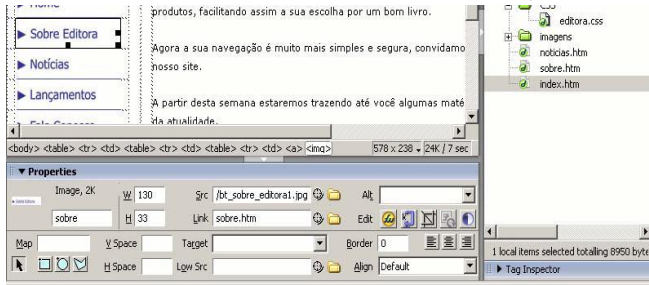 Home
Sobre Editora
Notícias
Lançamentos
Fale Conosco
produtos, facilitando assim a sua escolha por um bom livro.
Agora a sua navegação é muito mais simples e segura, convidamo
nosso site.
A partir desta semana estaremos trazendo até você algumas maté
da atualidade.
CSS
editora.css
imagens
noticias.htm
sobre.htm
index.htm
<body> <table> <tr> <td> <table> <tr> <td> <table> <tr> <td> <a> <img> 578 x 238 24K / 7 sec
Properties
Image, 2K W 130 Src /bt_sobre_editora1.jpg Alt
sobre H 33 Link sobre.htm Edit
Map V Space Target Border 0
H Space Low Src Align Default
1 local items selected totalling 8950 byte
Tag Inspector